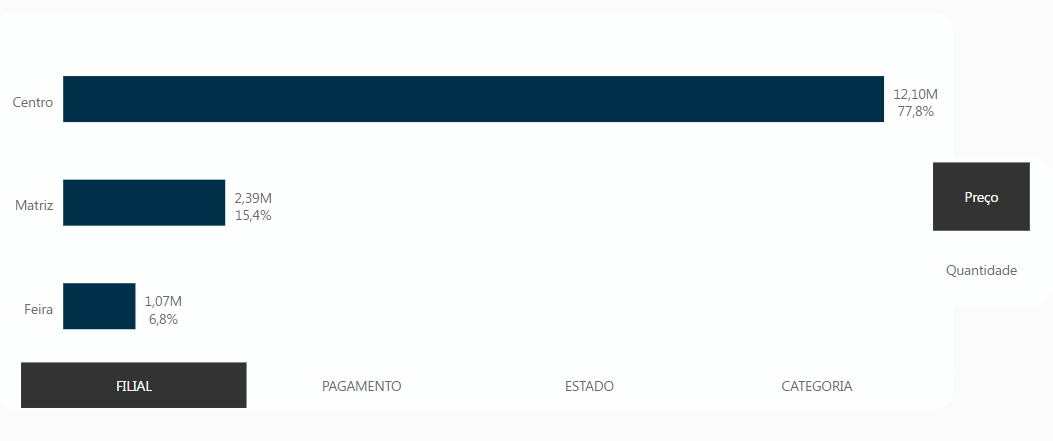 Centro
12,10M
77,8%
Matriz
2,39M
15,4%
Preço
Quantidade
Feira
1,07M
6,8%
FILIAL
PAGAMENTO
ESTADO
CATEGORIA